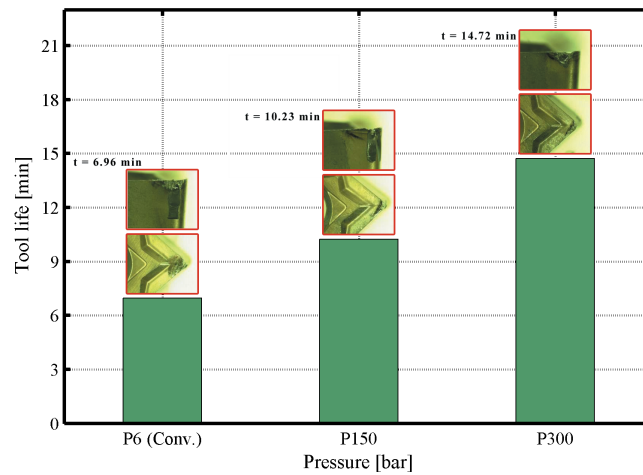 21
t = 14.72 min
18
t = 10.23 min
15
t = 6.96 min
12
9
6
3
0
Tool life [min]
P6 (Conv.)
P150
P300
Pressure [bar]